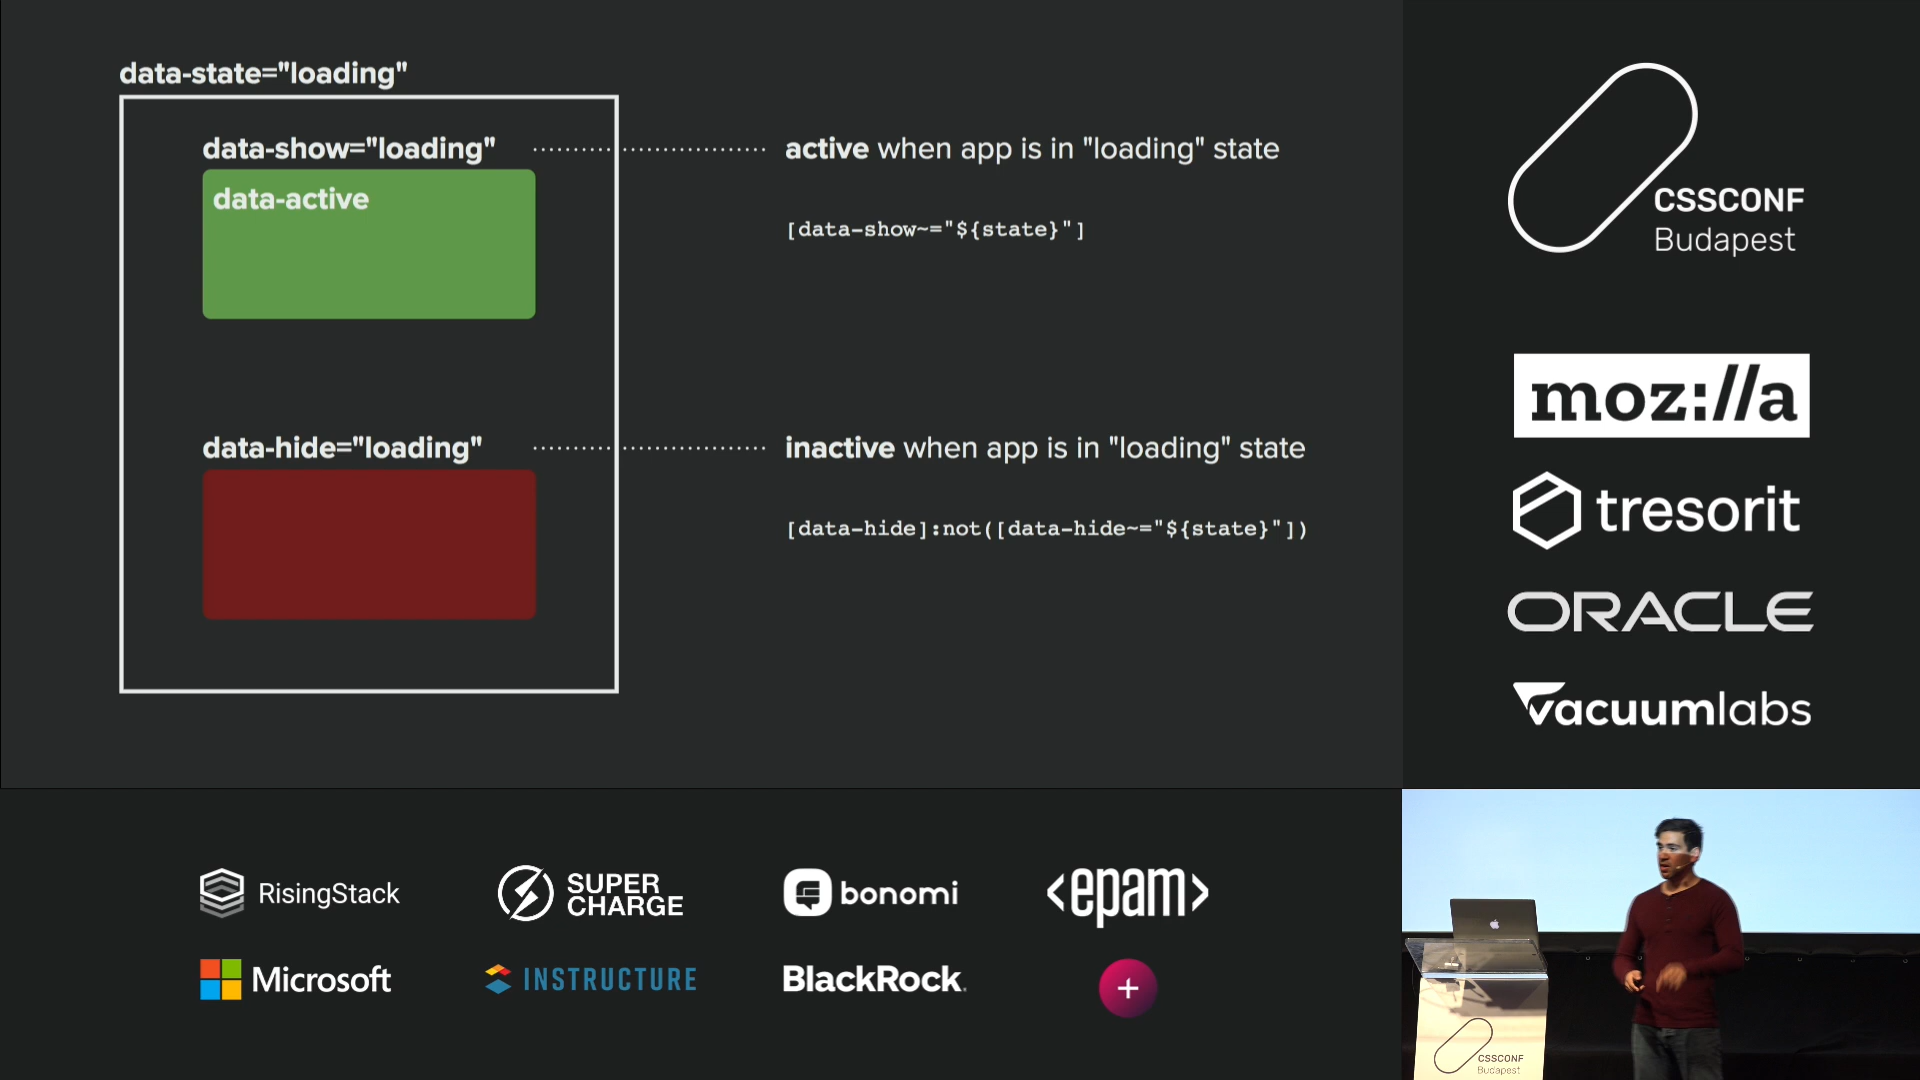 data-state="loading"
data-show="loading"
active when app is in "loading" state
data-active
[data-show~="${state}"]
data-hide="loading"
inactive when app is in "loading" state
[data-hide]:not([data-hide~="${state}"])
CSSCONF
Budapest
moz://a
tresorit
ORACLE
vacuumlabs
RisingStack
SUPER
CHARGE
bonomi
<epam>
Microsoft
INSTRUCTURE
BlackRock.
+
CSSCONF
Budapest